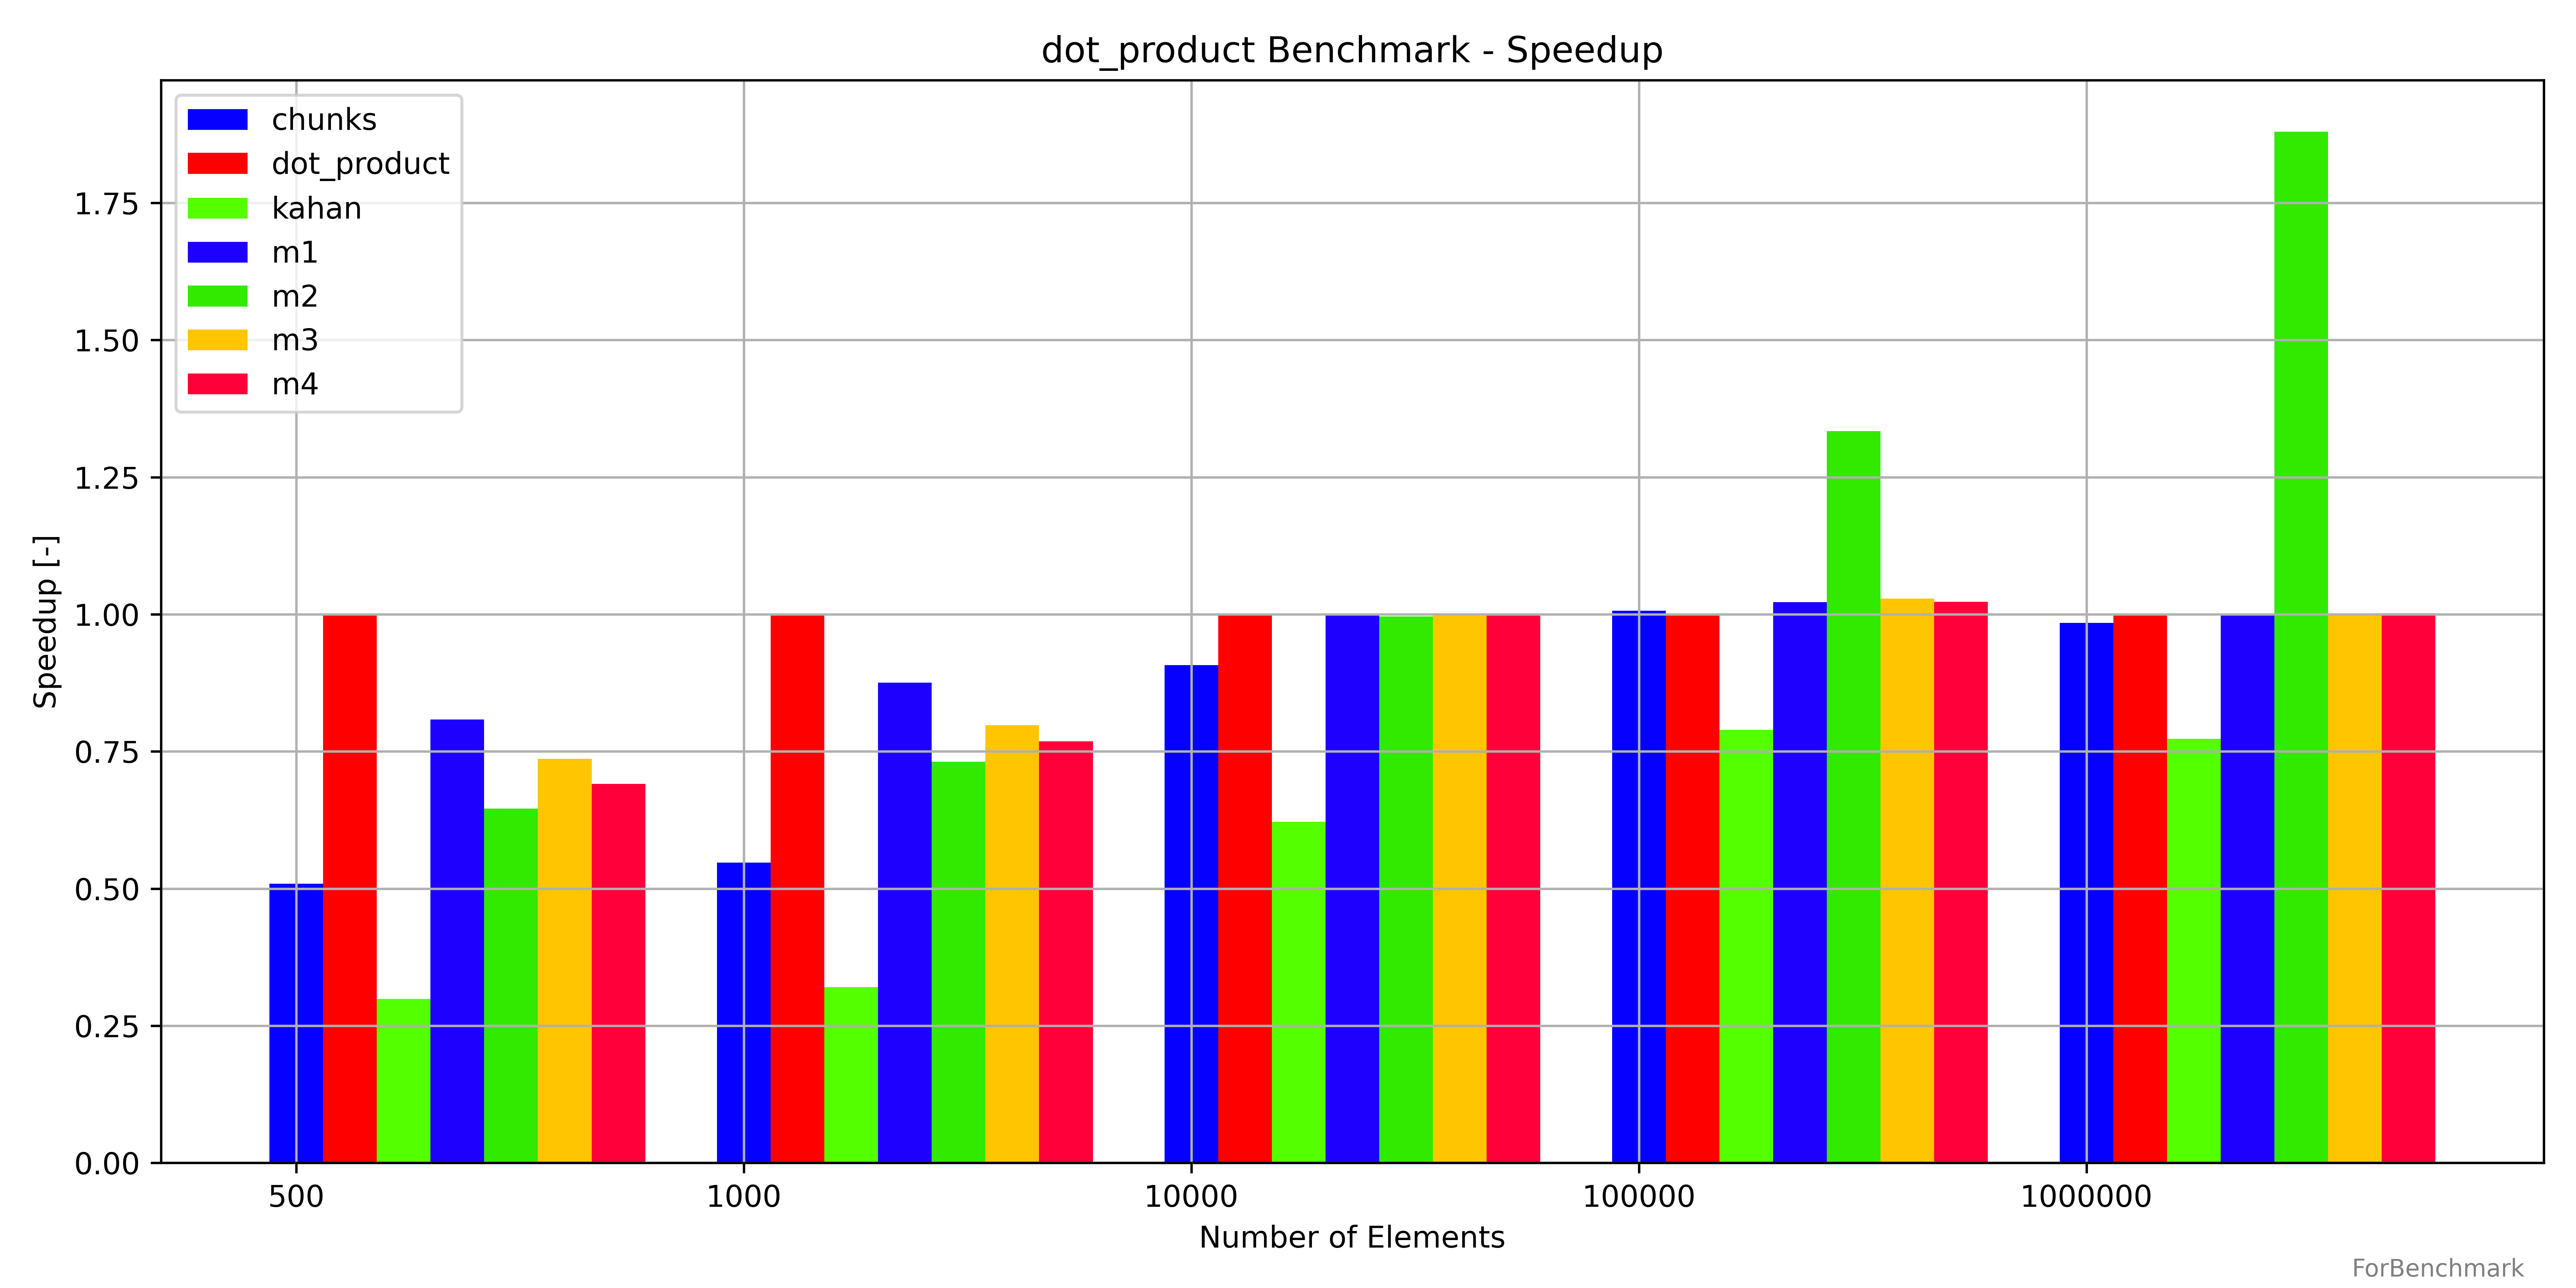 dot_product Benchmark - Speedup
chunks
dot_product
kahan
m1
m2
m3
m4
Speedup [-]
1.75
1.50
1.25
1.00
0.75
0.50
0.25
0.00
500 1000 10000 100000 1000000
Number of Elements
ForBenchmark